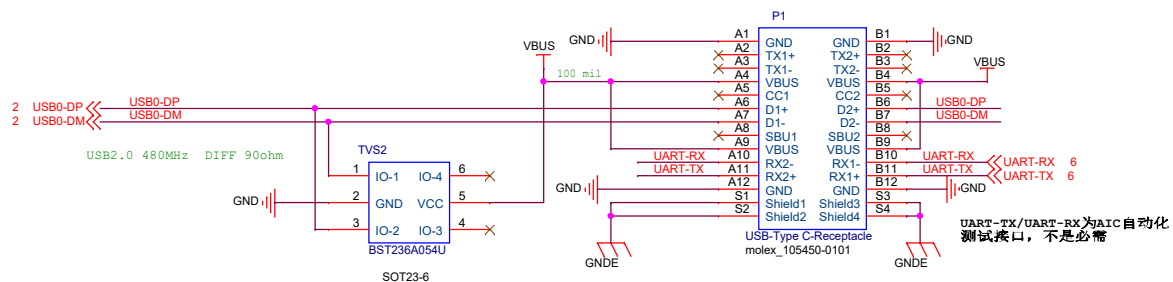 P1
A1 GND GND B1
GND GND
A2 TX1+ TX2+ B2
A3 TX1- TX2- B3
VBUS 100 mil A4 VBUS VBUS B4 VBUS
A5 CC1 CC2 B5
2 USB0-DP USB0-DP A6 D1+ D2+ B6 USB0-DP
2 USB0-DM USB0-DM A7 D1- D2- B7 USB0-DM
A8 SBU1 SBU2 B8
USB2.0 480MHz DIFF 90ohm
A9 VBUS VBUS B9
UART-RX A10 RX2- RX1- B10 UART-RX UART-RX 6
UART-TX A11 RX2+ RX1+ B11 UART-TX UART-TX 6
GND A12 GND GND B12 GND
S1 Shield1 Shield3 S3
S2 Shield2 Shield4 S4
TVS2
1 IO-1 IO-4 6
GND 2 GND VCC 5
3 IO-2 IO-3 4
BST236A054U
SOT23-6
USB-Type C-Receptacle
molex_105450-0101
GNDE GNDE
UART-TX/UART-RX为AIC自动化
测试接口，不是必需